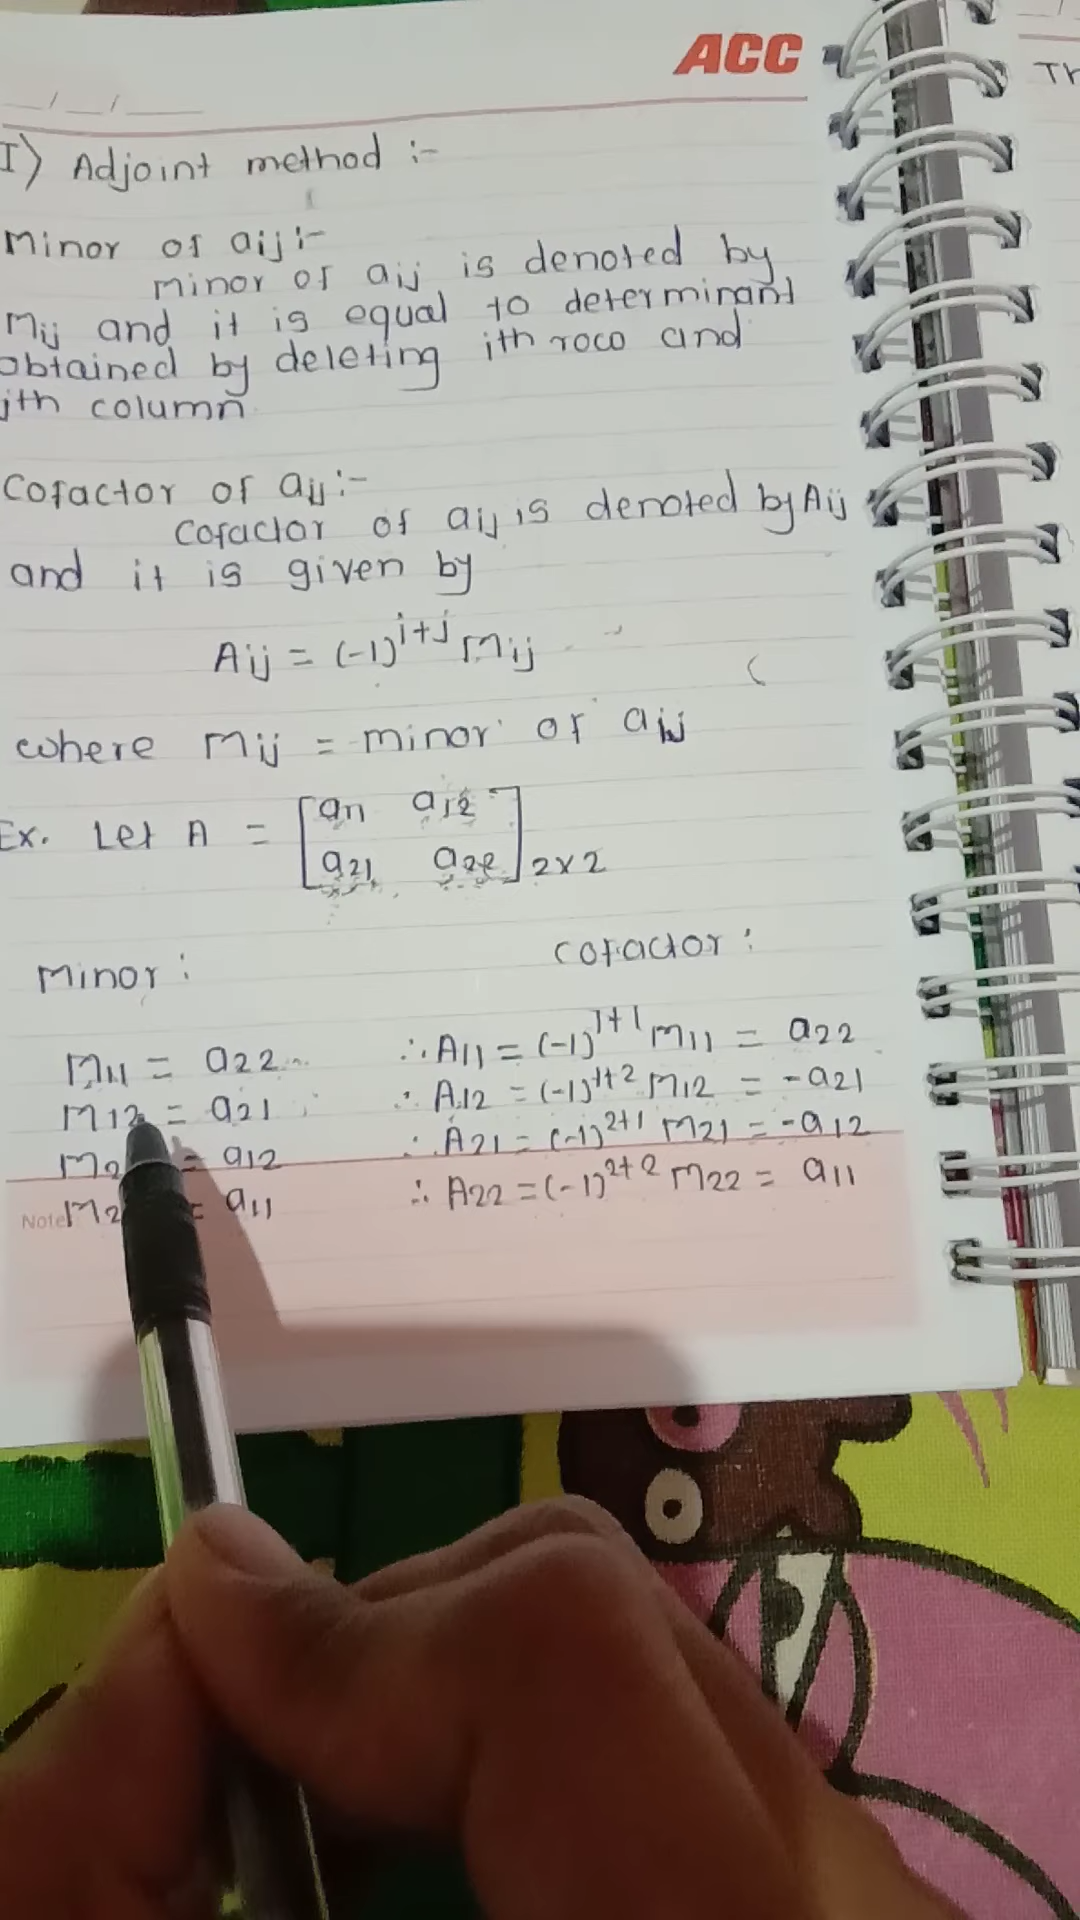 ACC
Th
I) Adjoint method :-
Minor of aij :-
minor of aij is denoted by
Mij and it is equal to determinant
obtained by deleting ith row and
jth column
Cofactor of aij :-
Cofactor of aij is denoted by Aij
and it is given by
Aij = (-1)^i+j Mij
where Mij = minor of aij
Ex. Let A = [a11 a12
a21 a22] 2x2
Minor : Cofactor :
M11 = a22 ∴ A11 = (-1)^1+1 M11 = a22
M12 = a21 ∴ A12 = (-1)^1+2 M12 = -a21
M2 = a12 ∴ A21 = (-1)^2+1 M21 = -a12
M2 = a11 ∴ A22 = (-1)^2+2 M22 = a11
Note